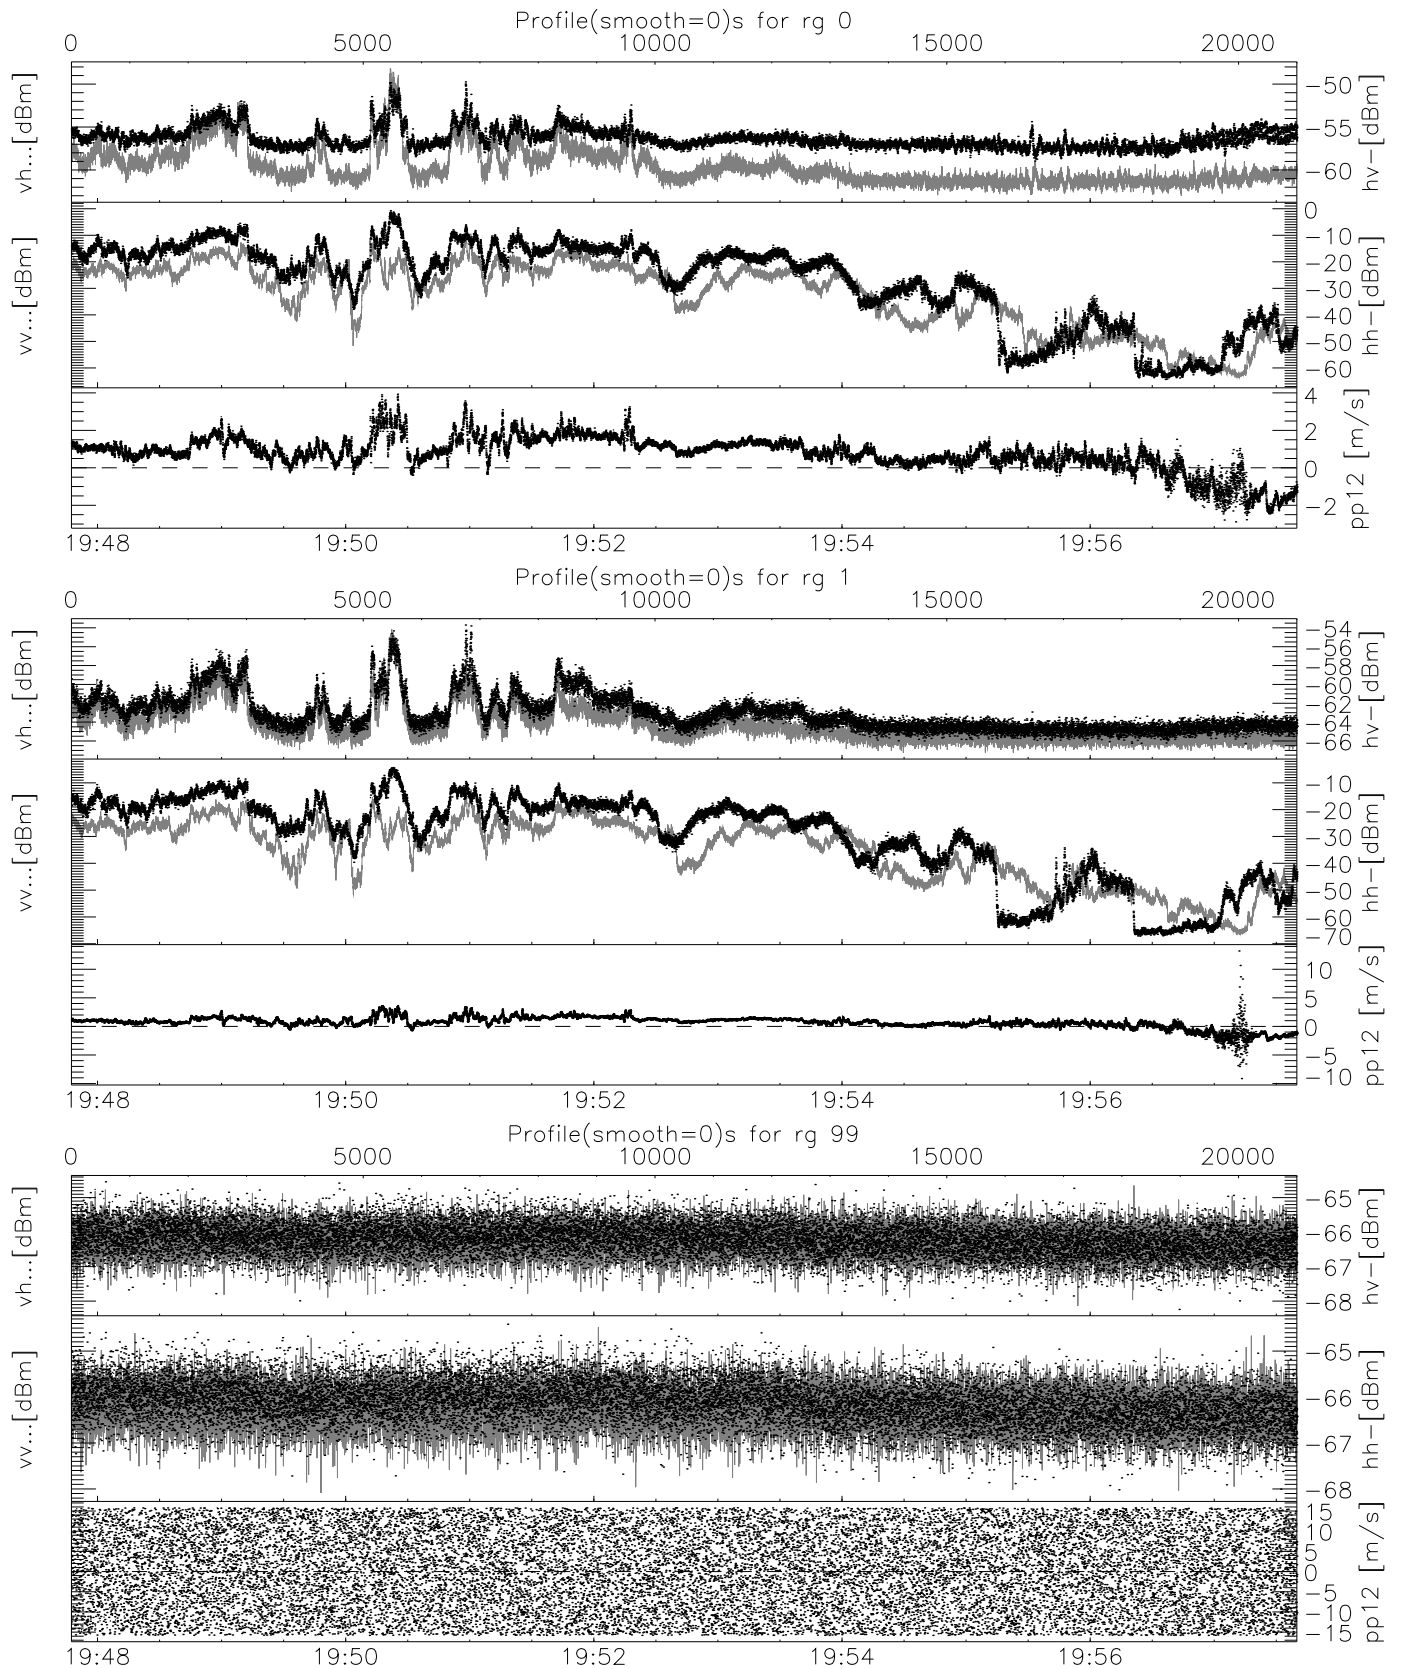 Profile(smooth=0)s for rg 0
0 5000 10000 15000 20000
vh...[dBm]
-50
-55
-60
hv-[dBm]
vv...[dBm]
0
-10
-20
-30
-40
-50
-60
hh-[dBm]
4
2
0
-2
pp12 [m/s]
19:48 19:50 19:52 19:54 19:56
Profile(smooth=0)s for rg 1
0 5000 10000 15000 20000
vh...[dBm]
-54
-56
-58
-60
-62
-64
-66
hv-[dBm]
vv...[dBm]
-10
-20
-30
-40
-50
-60
-70
hh-[dBm]
10
5
0
-5
-10
pp12 [m/s]
19:48 19:50 19:52 19:54 19:56
Profile(smooth=0)s for rg 99
0 5000 10000 15000 20000
vh...[dBm]
-65
-66
-67
-68
hv-[dBm]
vv...[dBm]
-65
-66
-67
-68
hh-[dBm]
15
10
5
0
-5
-10
-15
pp12 [m/s]
19:48 19:50 19:52 19:54 19:56